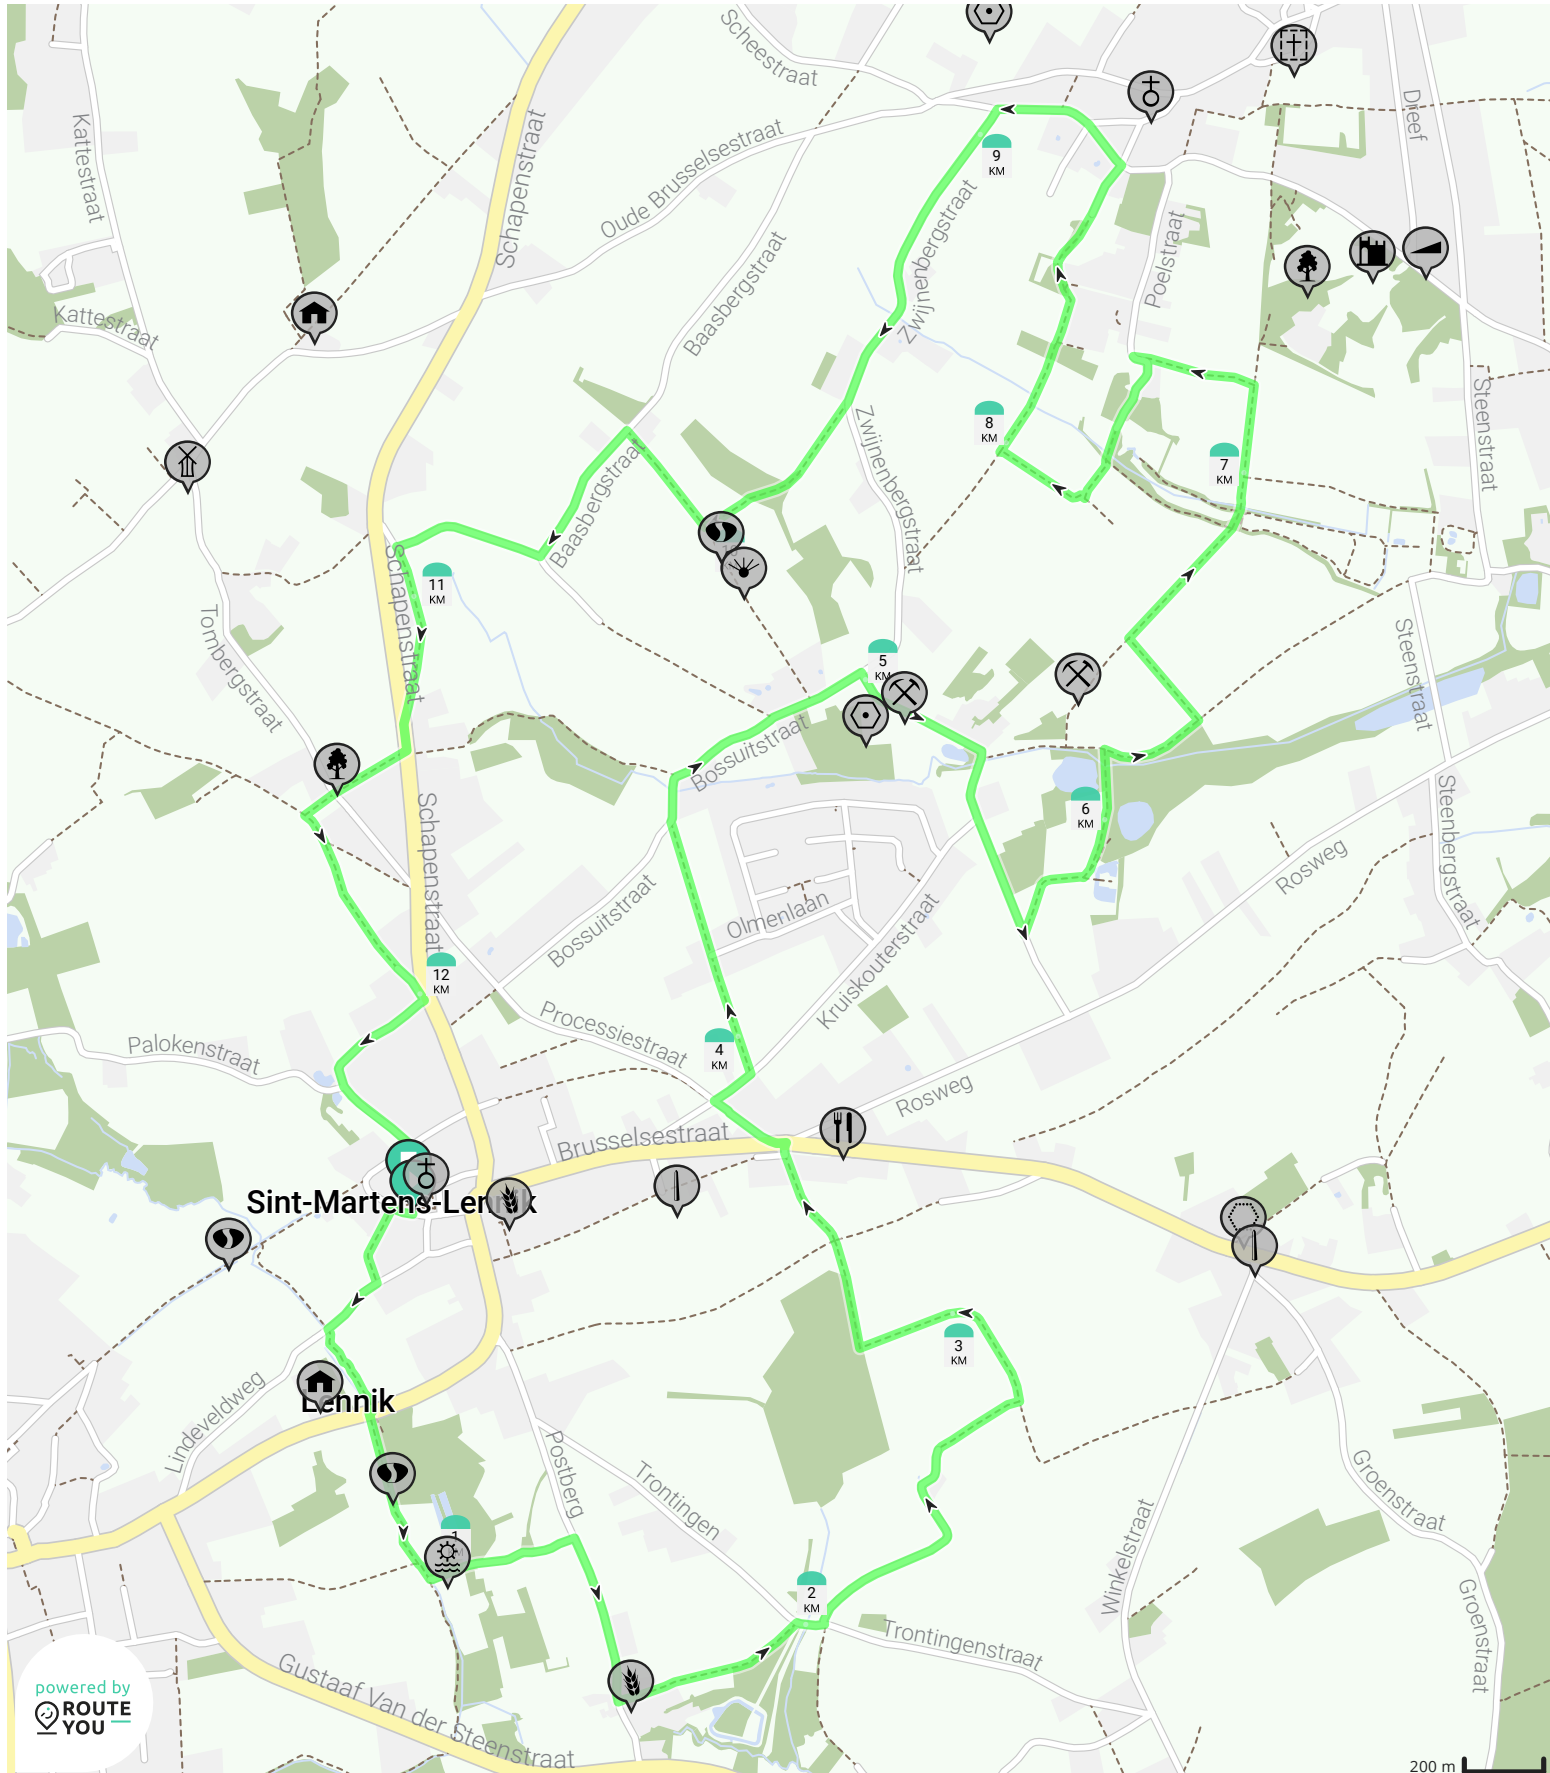 Scheestraat
Dreef
Kattestraat
Schapenstraat
Oude Brusselsestraat
9
KM
Zwijnenbergstraat
Poelstraat
Baasbergstraat
Kattestraat
Steenstraat
8
KM
7
KM
Zwijnenbergstraat
Baasbergstraat
Schapenstraat
11
KM
Tombergstraat
5
KM
Steenstraat
Bossuitstraat
6
KM
Steenbergstraat
Schapenstraat
Rosweg
Bossuitstraat
Olmenlaan
Kruiskouterstraat
12
KM
Processiestraat
Palokenstraat
4
KM
Rosweg
Brusselsestraat
Sint-Martens-Lennik
3
KM
Lennik
Lindeveldweg
Postberg
Trontingen
Groenstraat
Winkelstraat
1
2
KM
Groenstraat
Trontingenstraat
Gustaaf Van der Steenstraat
powered by
ROUTE
YOU
200 m